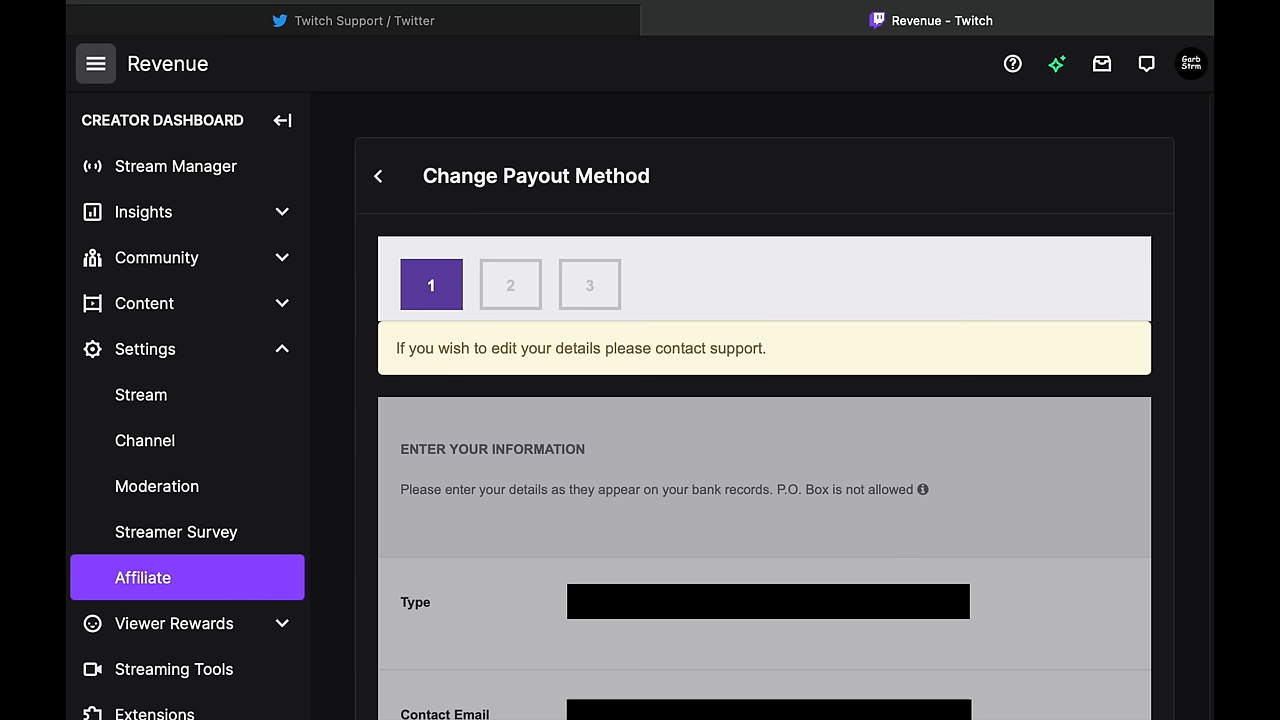 Twitch Support / Twitter
Revenue - Twitch
Revenue
Garb
Strm
CREATOR DASHBOARD
Stream Manager
Insights
Community
Content
Settings
Stream
Channel
Moderation
Streamer Survey
Affiliate
Viewer Rewards
Streaming Tools
Extensions
Change Payout Method
1
2
3
If you wish to edit your details please contact support.
ENTER YOUR INFORMATION
Please enter your details as they appear on your bank records. P.O. Box is not allowed
Type
Contact Email